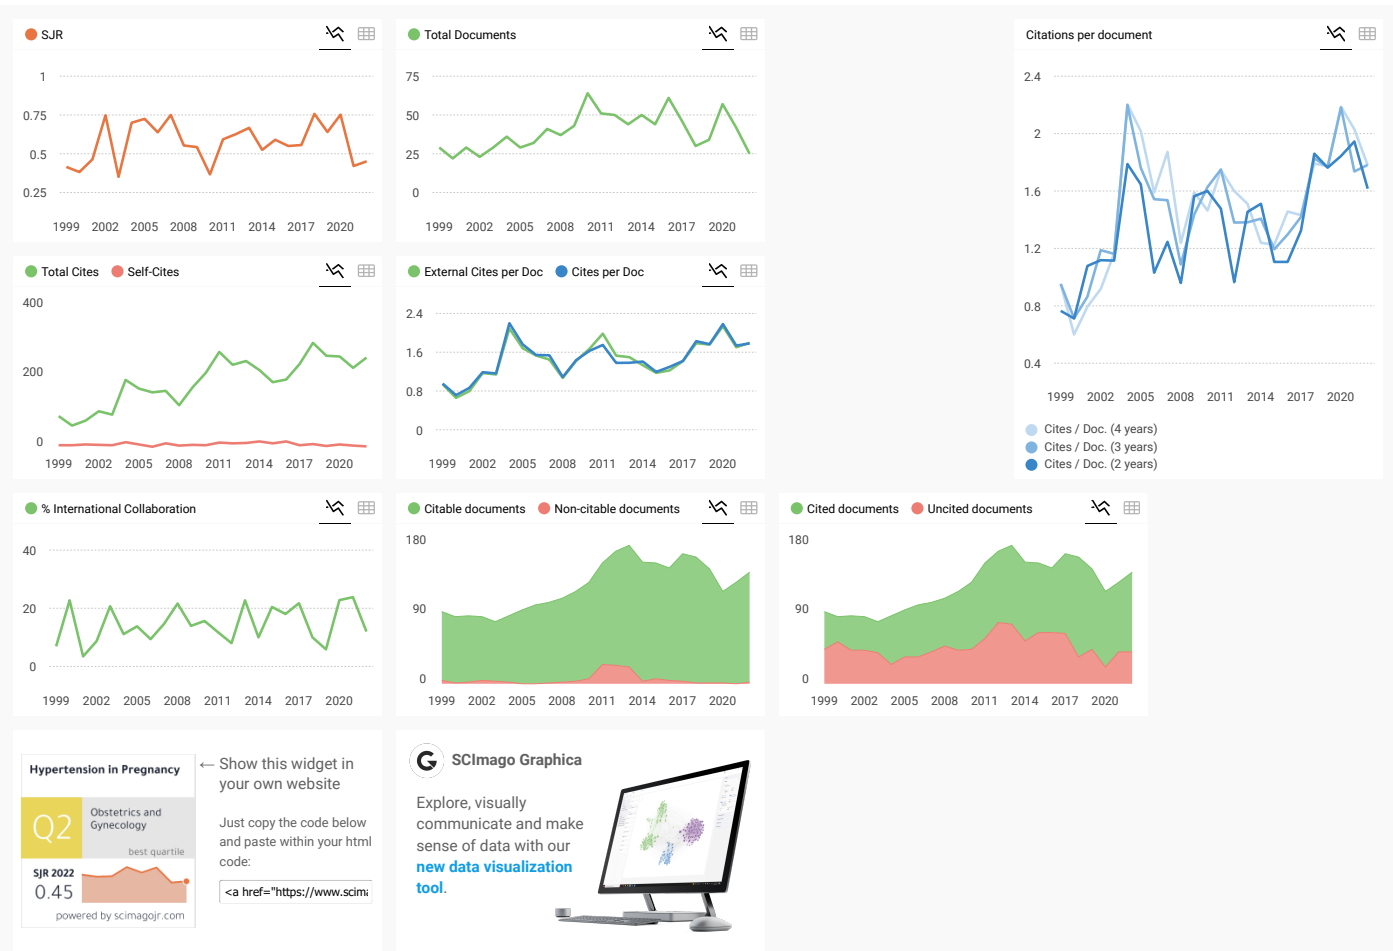 SJR
1
0.75
0.5
0.25
1999 2002 2005 2008 2011 2014 2017 2020
Total Documents
75
50
25
0
1999 2002 2005 2008 2011 2014 2017 2020
Citations per document
2.4
2
1.6
1.2
0.8
0.4
1999 2002 2005 2008 2011 2014 2017 2020
Cites / Doc. (4 years)
Cites / Doc. (3 years)
Cites / Doc. (2 years)
Total Cites Self-Cites
400
200
0
1999 2002 2005 2008 2011 2014 2017 2020
External Cites per Doc Cites per Doc
2.4
1.6
0.8
0
1999 2002 2005 2008 2011 2014 2017 2020
% International Collaboration
40
20
0
1999 2002 2005 2008 2011 2014 2017 2020
Citable documents Non-citable documents
180
90
0
1999 2002 2005 2008 2011 2014 2017 2020
Cited documents Uncited documents
180
90
0
1999 2002 2005 2008 2011 2014 2017 2020
Hypertension in Pregnancy
Q2
Obstetrics and
Gynecology
best quartile
SJR 2022
0.45
powered by scimagojr.com
← Show this widget in
your own website
Just copy the code below
and paste within your html
code:
<a href="https://www.scima
SCImago Graphica
Explore, visually
communicate and make
sense of data with our
new data visualization
tool.